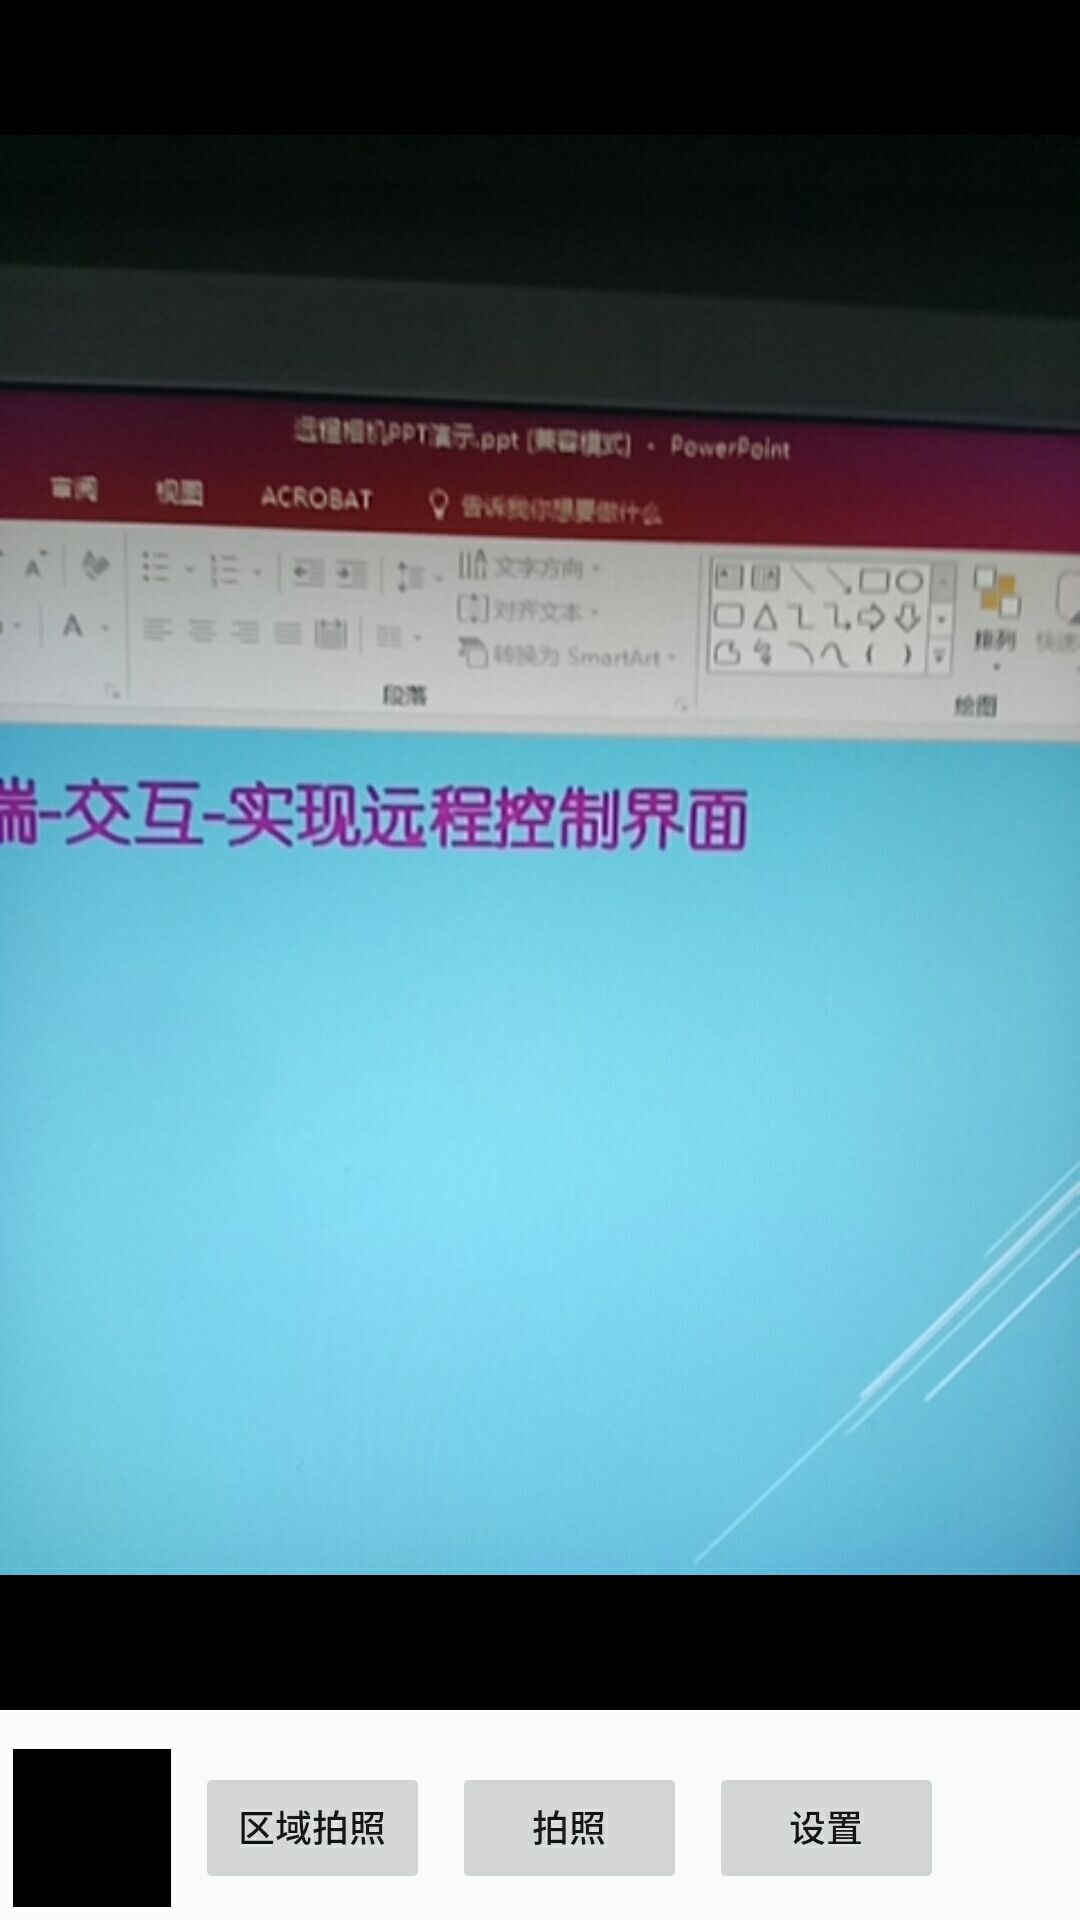 远程相机PPT演示.ppt [兼容模式] - PowerPoint
审阅 视图 ACROBAT 告诉我你想要做什么
A 文字方向
对齐文本
A 转换为 SmartArt
排列 快速
段落 绘图
端-交互-实现远程控制界面
区域拍照 拍照 设置